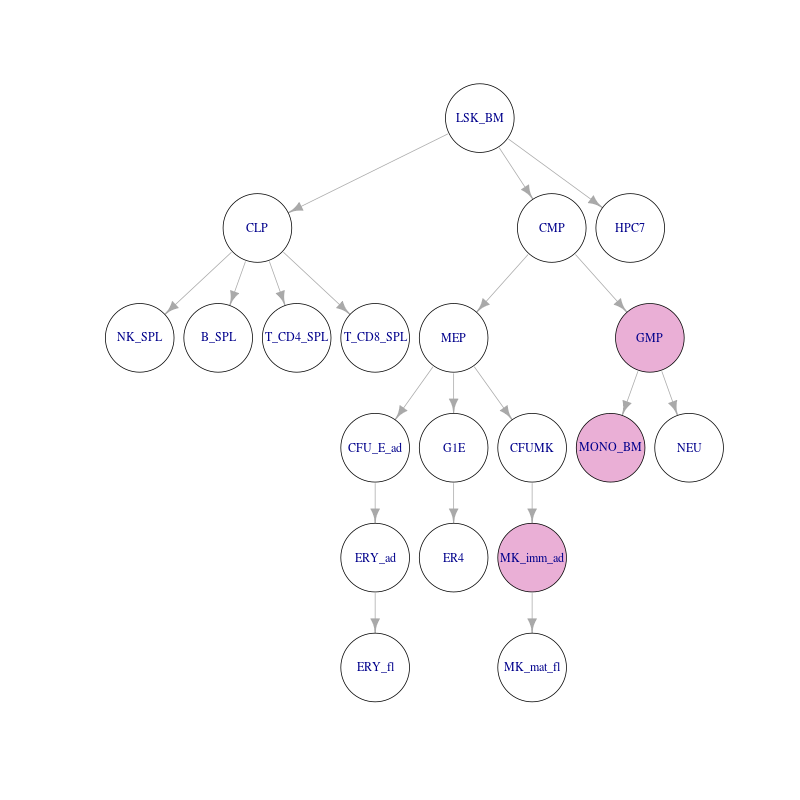 LSK_BM
CLP
CMP
HPC7
NK_SPL
B_SPL
T_CD4_SPL
T_CD8_SPL
MEP
GMP
CFU_E_ad
G1E
CFUMK
MONO_BM
NEU
ERY_ad
ER4
MK_imm_ad
ERY_fl
MK_mat_fl